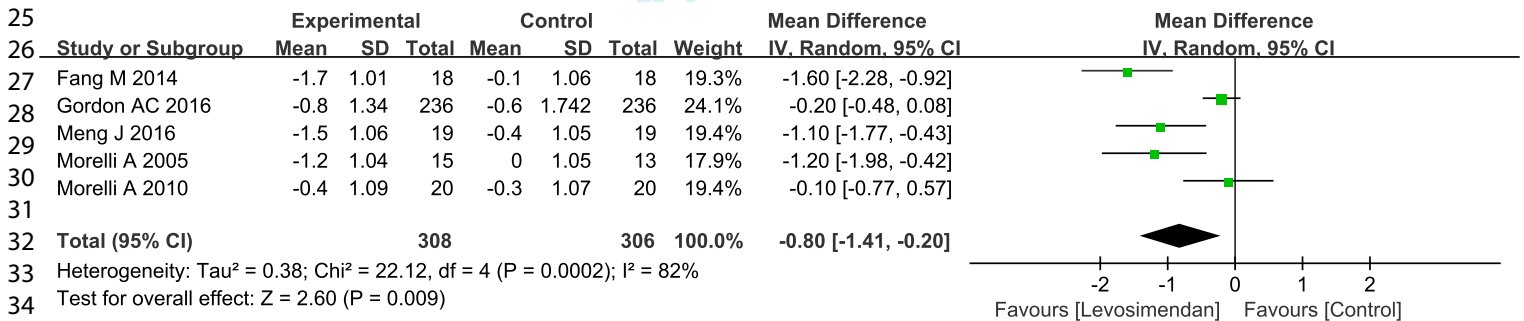 25 Experimental Control Mean Difference Mean Difference
26 Study or Subgroup Mean SD Total Mean SD Total Weight IV, Random, 95% CI IV, Random, 95% CI
27 Fang M 2014 -1.7 1.01 18 -0.1 1.06 18 19.3% -1.60 [-2.28, -0.92]
28 Gordon AC 2016 -0.8 1.34 236 -0.6 1.742 236 24.1% -0.20 [-0.48, 0.08]
29 Meng J 2016 -1.5 1.06 19 -0.4 1.05 19 19.4% -1.10 [-1.77, -0.43]
30 Morelli A 2005 -1.2 1.04 15 0 1.05 13 17.9% -1.20 [-1.98, -0.42]
31 Morelli A 2010 -0.4 1.09 20 -0.3 1.07 20 19.4% -0.10 [-0.77, 0.57]
32 Total (95% CI) 308 306 100.0% -0.80 [-1.41, -0.20]
33 Heterogeneity: Tau² = 0.38; Chi² = 22.12, df = 4 (P = 0.0002); I² = 82%
-2 -1 0 1 2
34 Test for overall effect: Z = 2.60 (P = 0.009)
Favours [Levosimendan] Favours [Control]